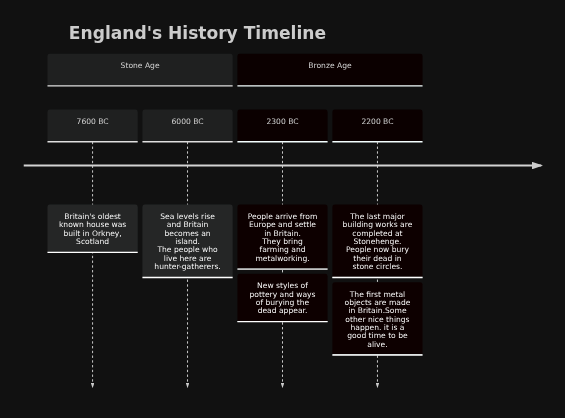 England's History Timeline
Stone Age
Bronze Age
7600 BC
6000 BC
2300 BC
2200 BC
Britain's oldest
known house was
built in Orkney,
Scotland
Sea levels rise
and Britain
becomes an
island.
The people who
live here are
hunter-gatherers.
People arrive from
Europe and settle
in Britain.
They bring
farming and
metalworking.
New styles of
pottery and ways
of burying the
dead appear.
The last major
building works are
completed at
Stonehenge.
People now bury
their dead in
stone circles.
The first metal
objects are made
in Britain.Some
other nice things
happen. it is a
good time to be
alive.